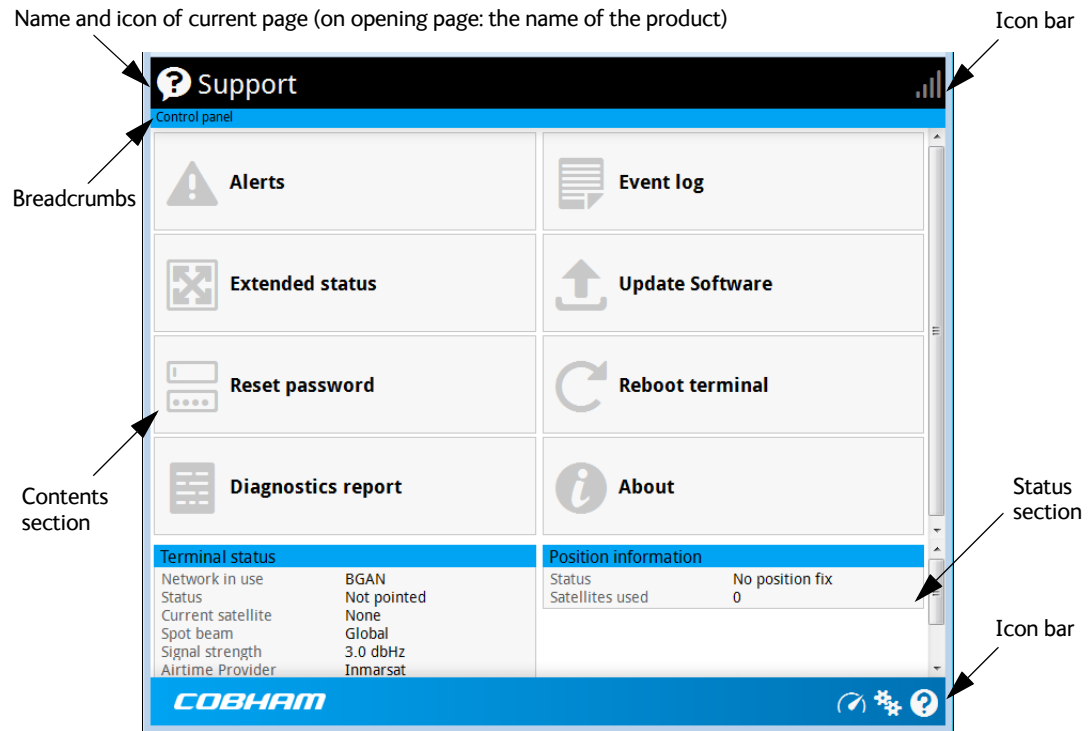 Name and icon of current page (on opening page: the name of the product)
Icon bar
Support
Control panel
Breadcrumbs
Alerts
Event log
Extended status
Update Software
Reset password
Reboot terminal
Contents
section
Diagnostics report
About
Status
section
Terminal status
Network in use BGAN
Status Not pointed
Current satellite None
Spot beam Global
Signal strength 3.0 dbHz
Airtime Provider Inmarsat
Position information
Status No position fix
Satellites used 0
Icon bar
COBHAM